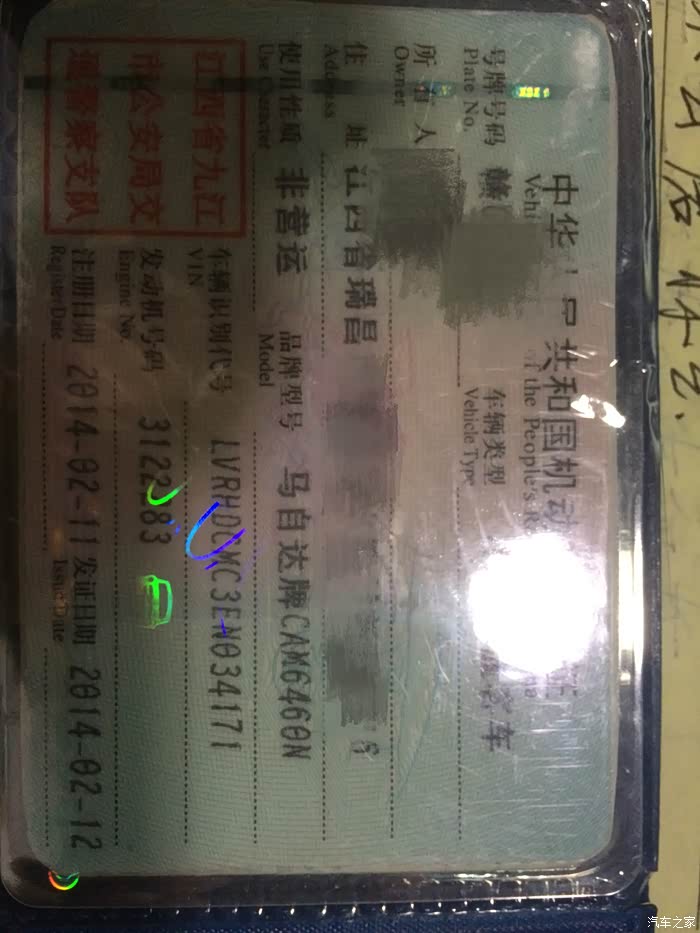 中华
共和国机动
证
Vehi
of the People's R
号牌号码
Plate No.
赣
车辆类型
Vehicle Type
客车
所 有 人
Owner
住 址
Address
江西省瑞昌
使用性质
Use Character
非营运
品牌型号
Model
马自达牌CAM6460N
江西省九江
市公安局交
通警察支队
车辆识别代号
VIN
LVRHDCMC3EN034171
发动机号码
Engine No.
3122383
注册日期
Register Date
2014-02-11
发证日期
Issue Date
2014-02-12
汽车之家